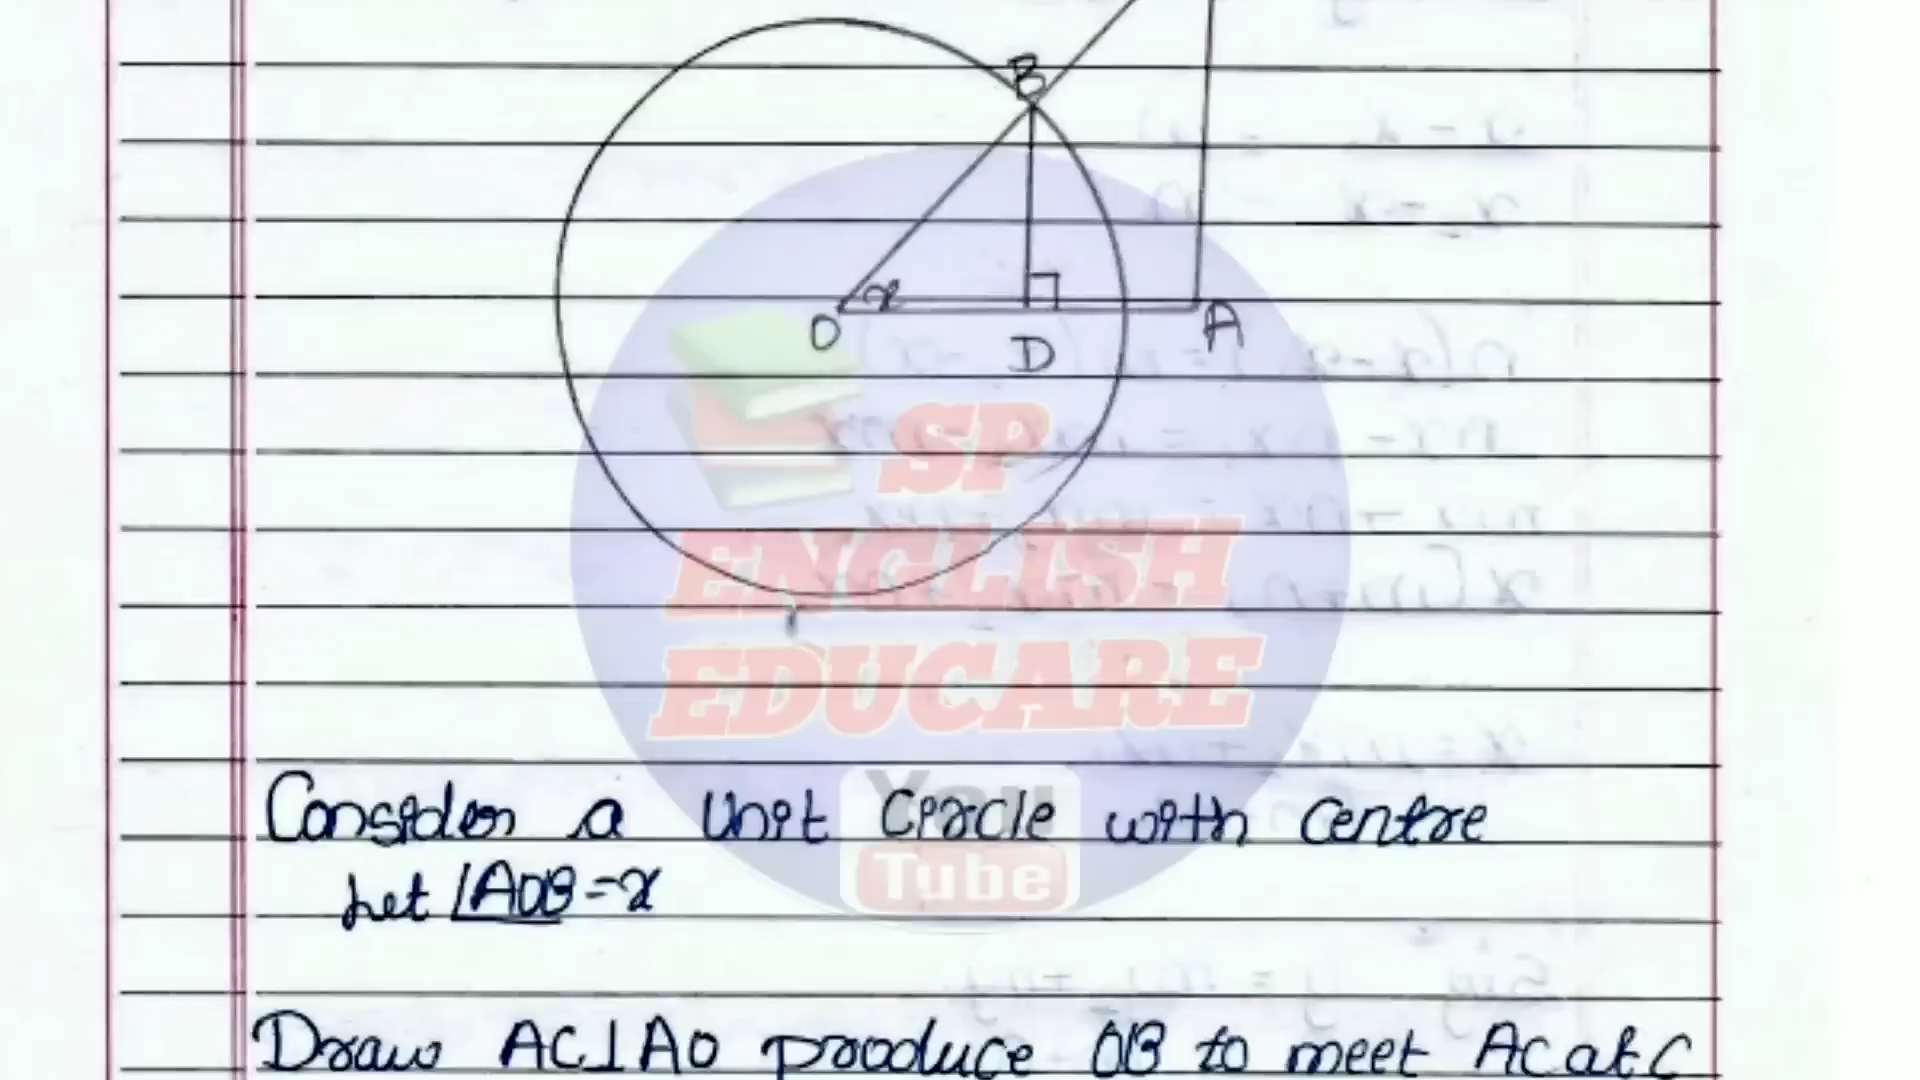 B
x
O
D
A
SP
ENGLISH
EDUCARE
Consider a Unit Circle with centre
You
Tube
Let ∠AOB=x
Draw AC⊥AO produce OB to meet AC at C